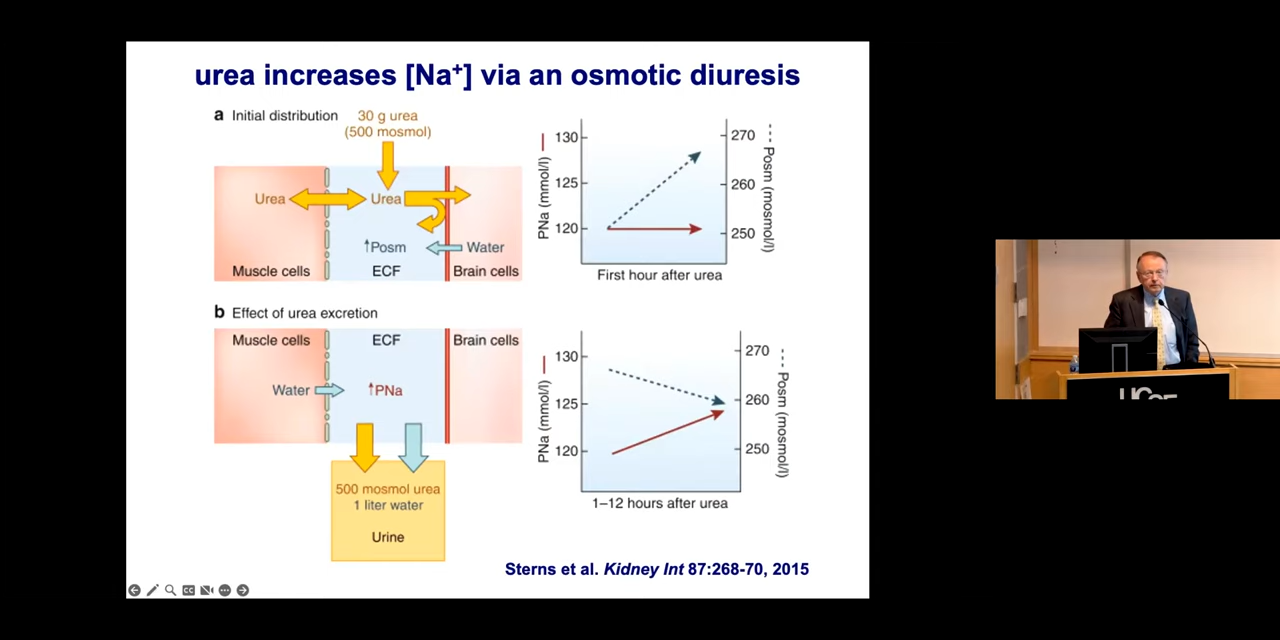 urea increases [Na⁺] via an osmotic diuresis
a Initial distribution
30 g urea
(500 mosmol)
Urea
Urea
↑Posm
Water
Muscle cells
ECF
Brain cells
PNa (mmol/l)
130
125
120
270
260
250
Posm (mosmol/l)
First hour after urea
b Effect of urea excretion
Muscle cells
ECF
Brain cells
Water
↑PNa
500 mosmol urea
1 liter water
Urine
PNa (mmol/l)
130
125
120
270
260
250
Posm (mosmol/l)
1–12 hours after urea
Sterns et al. Kidney Int 87:268-70, 2015
CC